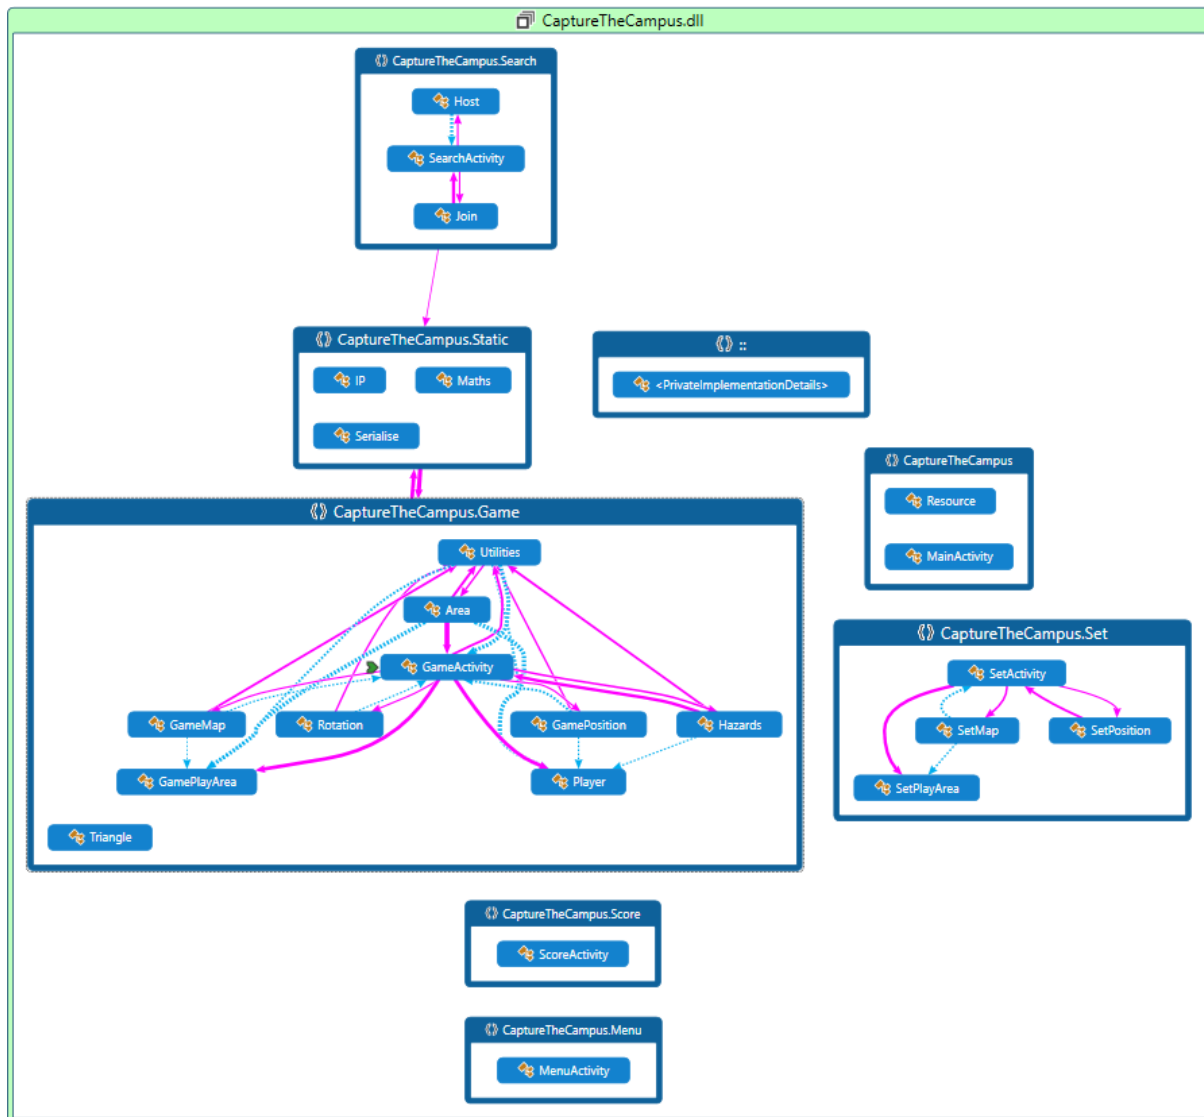 CaptureTheCampus.dll
CaptureTheCampus.Search
Host
SearchActivity
Join
CaptureTheCampus.Static
IP
Maths
Serialise
::
<PrivateImplementationDetails>
CaptureTheCampus
Resource
MainActivity
CaptureTheCampus.Game
Utilities
Area
GameActivity
GameMap
Rotation
GamePosition
Hazards
GamePlayArea
Player
Triangle
CaptureTheCampus.Set
SetActivity
SetMap
SetPosition
SetPlayArea
CaptureTheCampus.Score
ScoreActivity
CaptureTheCampus.Menu
MenuActivity